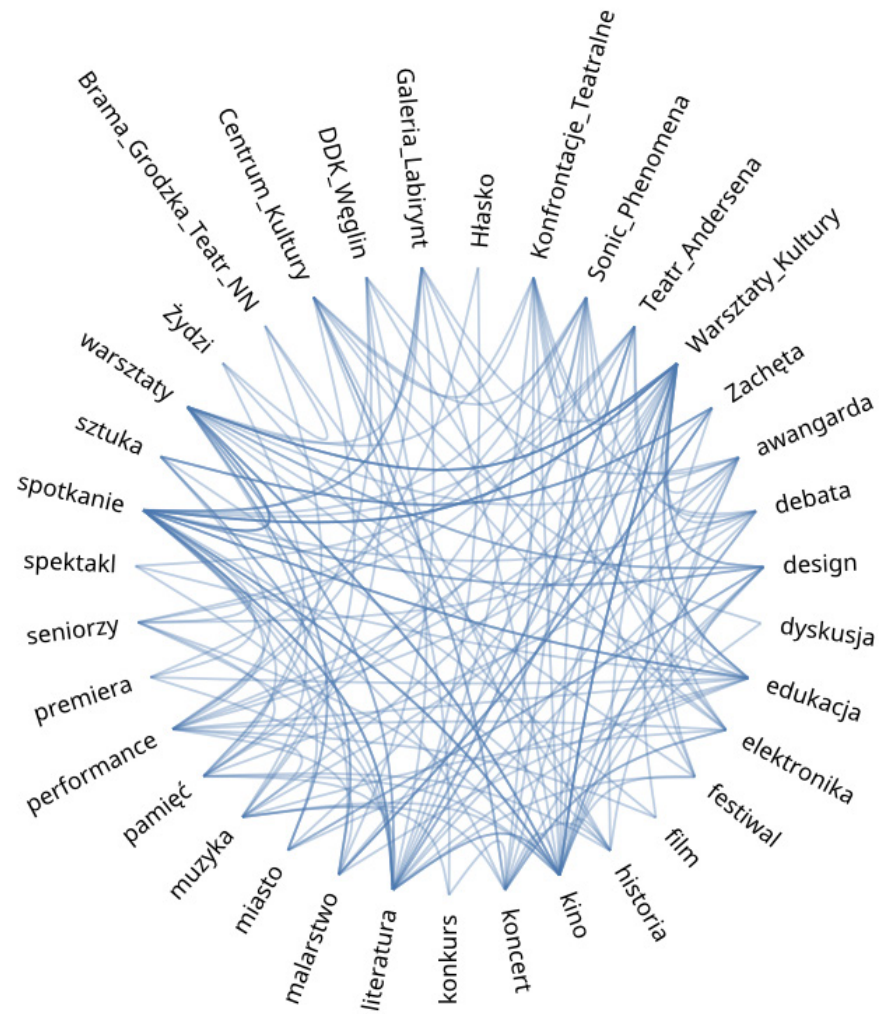 Brama_Grodzka_Teatr_NN
Centrum_Kultury
DDK_Węglin
Galeria_Labirynt
Hłasko
Konfrontacje_Teatralne
Sonic_Phenomena
Teatr_Andersena
Warsztaty_Kultury
Zachęta
awangarda
debata
design
dyskusja
edukacja
elektronika
festiwal
film
historia
kino
koncert
konkurs
literatura
malarstwo
miasto
muzyka
pamięć
performance
premiera
seniorzy
spektakl
spotkanie
sztuka
warsztaty
Żydzi